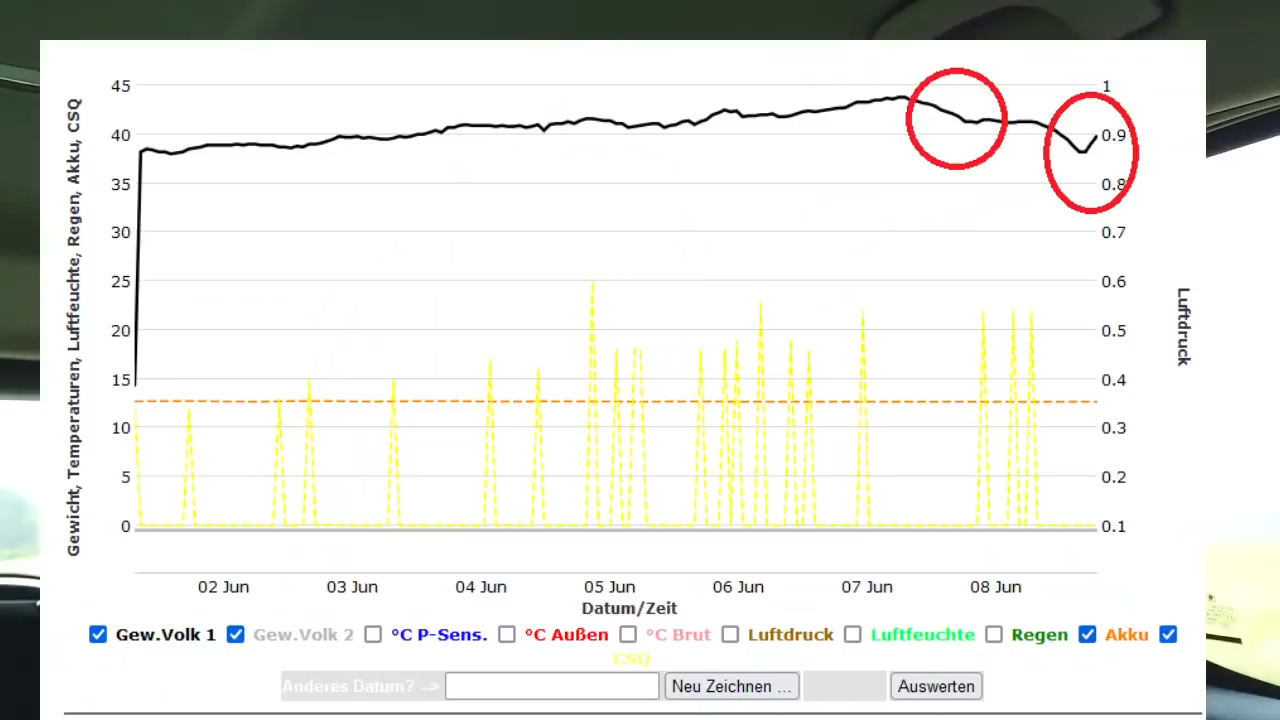 45
40
35
30
25
20
15
10
5
0
1
0.9
0.8
0.7
0.6
0.5
0.4
0.3
0.2
0.1
Gewicht, Temperaturen, Luftfeuchte, Regen, Akku, CSQ
Luftdruck
02 Jun 03 Jun 04 Jun 05 Jun 06 Jun 07 Jun 08 Jun
Datum/Zeit
Gew.Volk 1 Gew.Volk 2 °C P-Sens. °C Außen °C Brut Luftdruck Luftfeuchte Regen Akku
CSQ
Anderes Datum? --> Neu Zeichnen ... Auswerten